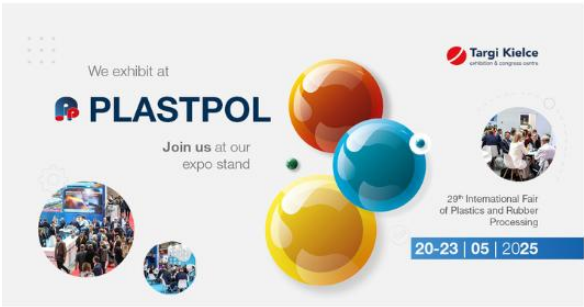 We exhibit at
PLASTPOL
Join us at our
expo stand
Targi Kielce
exhibition & congress centre
29th International Fair
of Plastics and Rubber
Processing
20-23 | 05 | 2025